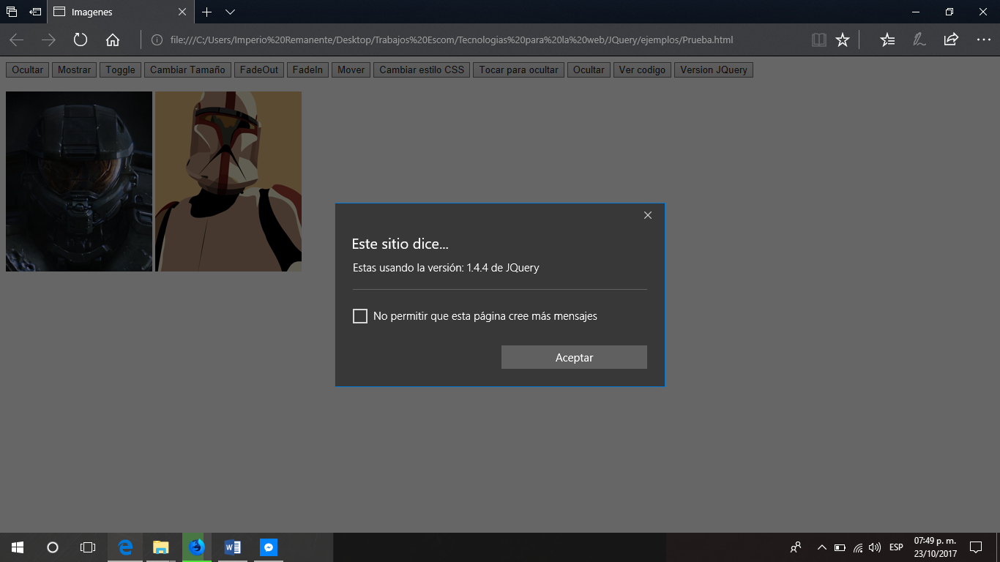 Imagenes
file:///C:/Users/Imperio%20Remanente/Desktop/Trabajos%20Escom/Tecnologias%20para%20la%20web/JQuery/ejemplos/Prueba.html
Ocultar Mostrar Toggle Cambiar Tamaño FadeOut FadeIn Mover Cambiar estilo CSS Tocar para ocultar Ocultar Ver codigo Version JQuery
Este sitio dice...
Estas usando la versión: 1.4.4 de JQuery
No permitir que esta página cree más mensajes
Aceptar
ESP
07:49 p. m.
23/10/2017